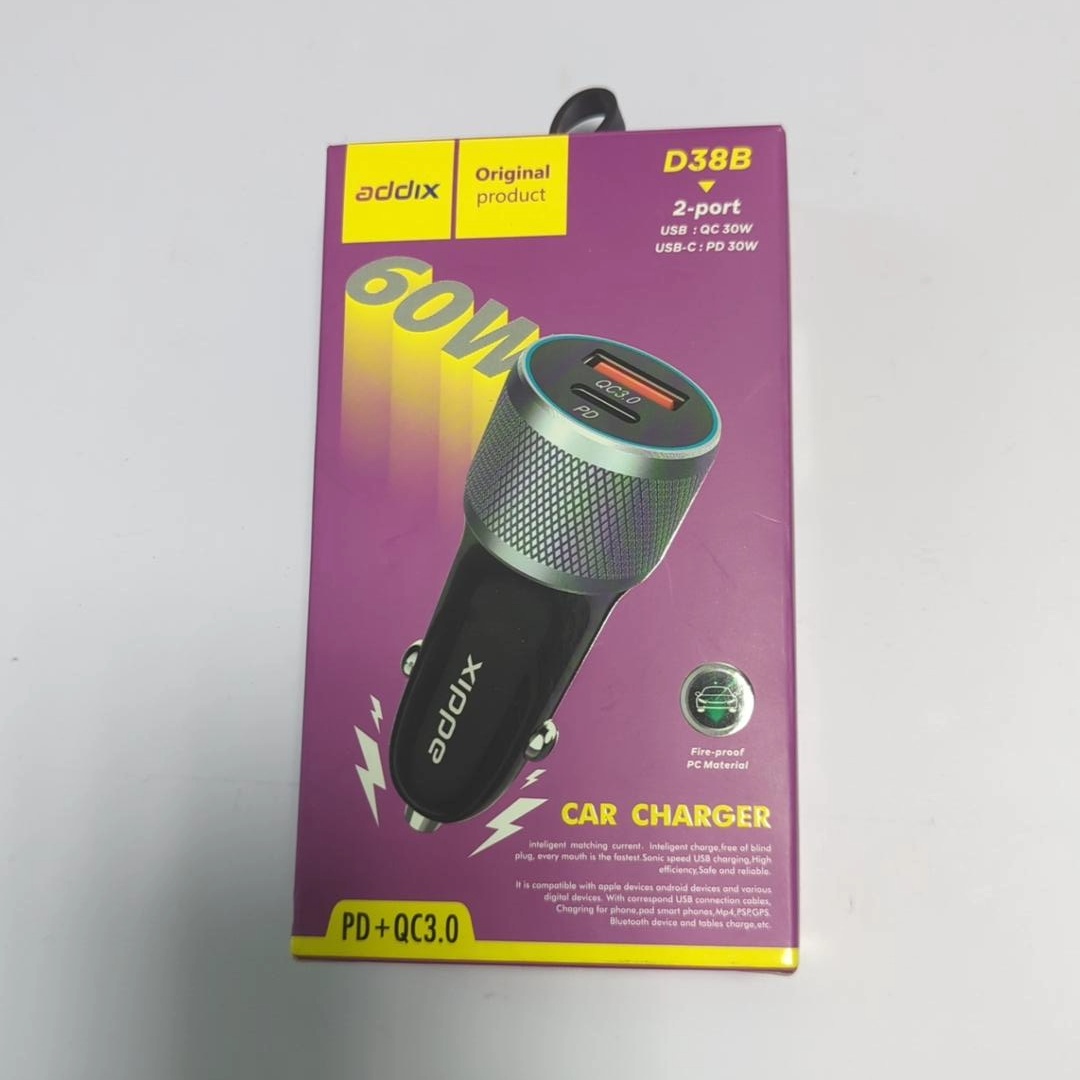 addix
Original
product
D38B
2-port
USB : QC 30W
USB-C : PD 30W
60W
QC3.0
PD
addix
Fire-proof
PC Material
CAR CHARGER
inteligent matching current. Inteligent charge,free of blind
plug, every mouth is the fastest.Sonic speed USB charging,High
efficiency,Safe and reliable.
It is compatible with apple devices android devices and various
digital devices. With correspond USB connection cables,
Chagring for phone,pad smart phones,Mp4,PSP,GPS.
Bluetooth device and tables charge,etc.
PD+QC3.0